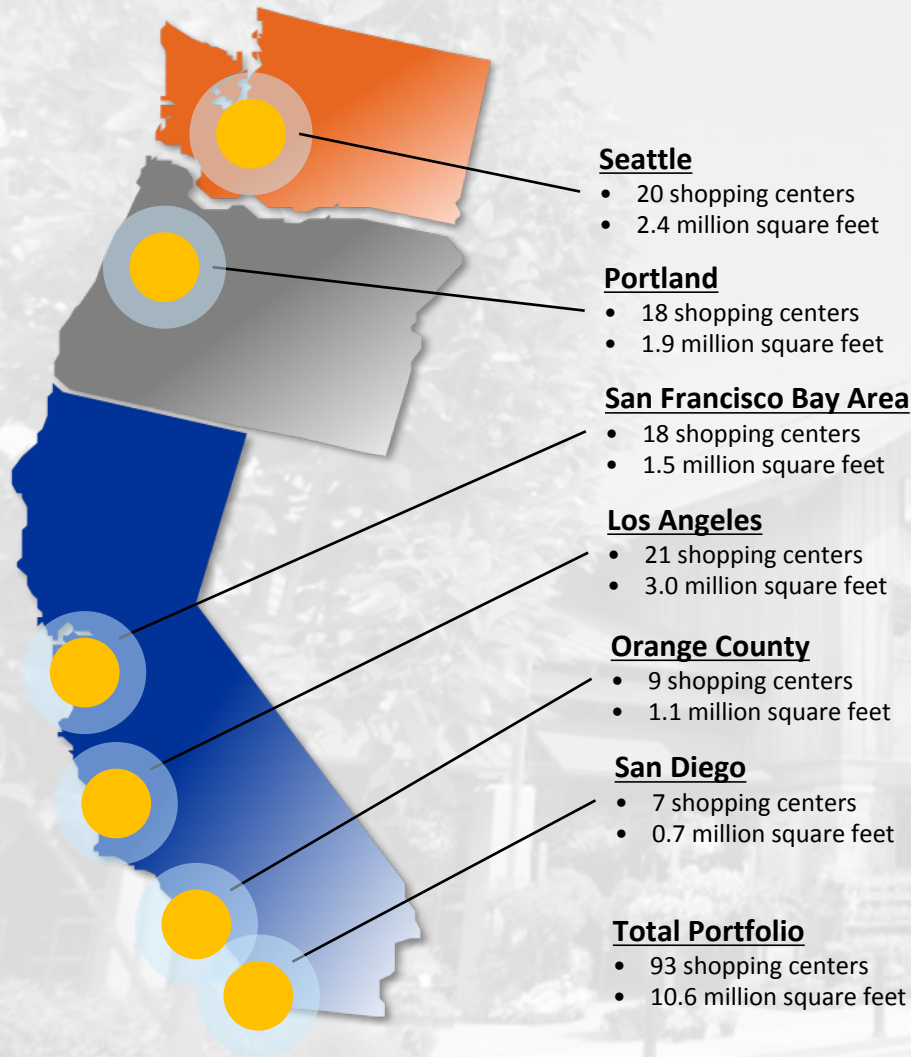 Seattle
• 20 shopping centers
• 2.4 million square feet
Portland
• 18 shopping centers
• 1.9 million square feet
San Francisco Bay Area
• 18 shopping centers
• 1.5 million square feet
Los Angeles
• 21 shopping centers
• 3.0 million square feet
Orange County
• 9 shopping centers
• 1.1 million square feet
San Diego
• 7 shopping centers
• 0.7 million square feet
Total Portfolio
• 93 shopping centers
• 10.6 million square feet